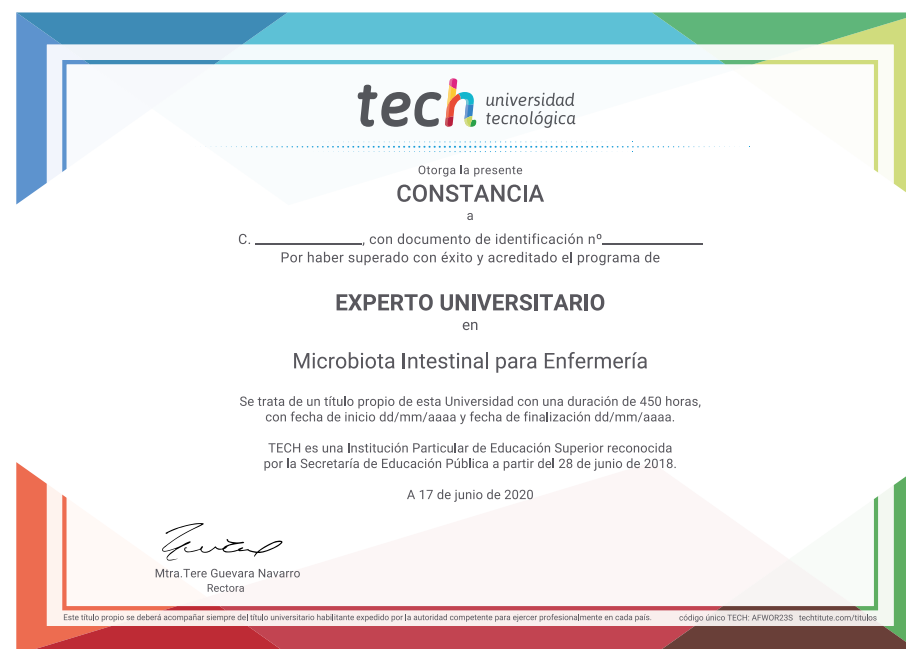 tech universidad
tecnológica
Otorga la presente
CONSTANCIA
a
C. ______________, con documento de identificación nº_____________
Por haber superado con éxito y acreditado el programa de
EXPERTO UNIVERSITARIO
en
Microbiota Intestinal para Enfermería
Se trata de un título propio de esta Universidad con una duración de 450 horas,
con fecha de inicio dd/mm/aaaa y fecha de finalización dd/mm/aaaa.
TECH es una Institución Particular de Educación Superior reconocida
por la Secretaría de Educación Pública a partir del 28 de junio de 2018.
A 17 de junio de 2020
Mtra.Tere Guevara Navarro
Rectora
Este título propio se deberá acompañar siempre del título universitario habilitante expedido por la autoridad competente para ejercer profesionalmente en cada país. código único TECH: AFWOR23S techtitute.com/titulos